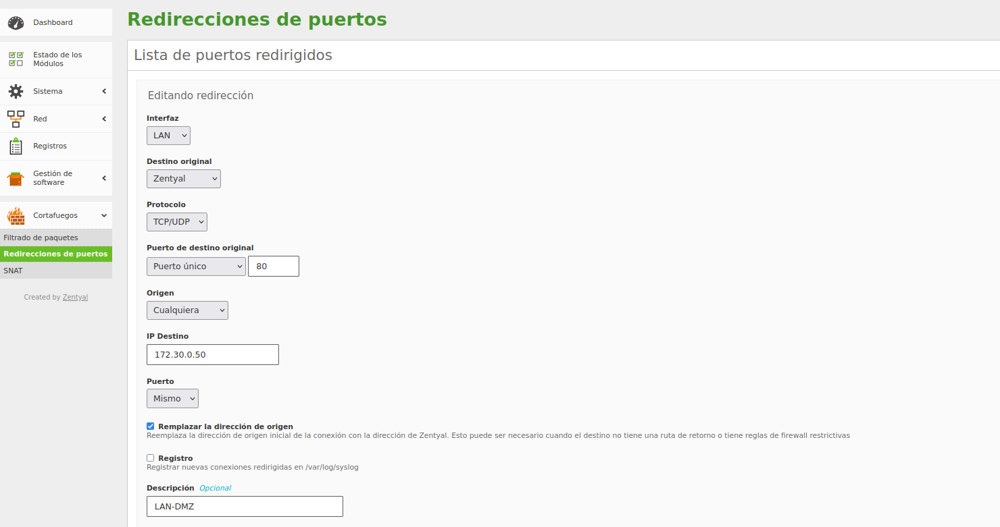 Dashboard
Estado de los
Módulos
Sistema
Red
Registros
Gestión de
software
Cortafuegos
Filtrado de paquetes
Redirecciones de puertos
SNAT
Created by Zentyal
Redirecciones de puertos
Lista de puertos redirigidos
Editando redirección
Interfaz
LAN
Destino original
Zentyal
Protocolo
TCP/UDP
Puerto de destino original
Puerto único 80
Origen
Cualquiera
IP Destino
172.30.0.50
Puerto
Mismo
Remplazar la dirección de origen
Reemplaza la dirección de origen inicial de la conexión con la dirección de Zentyal. Esto puede ser necesario cuando el destino no tiene una ruta de retorno o tiene reglas de firewall restrictivas
Registro
Registrar nuevas conexiones redirigidas en /var/log/syslog
Descripción Opcional
LAN-DMZ